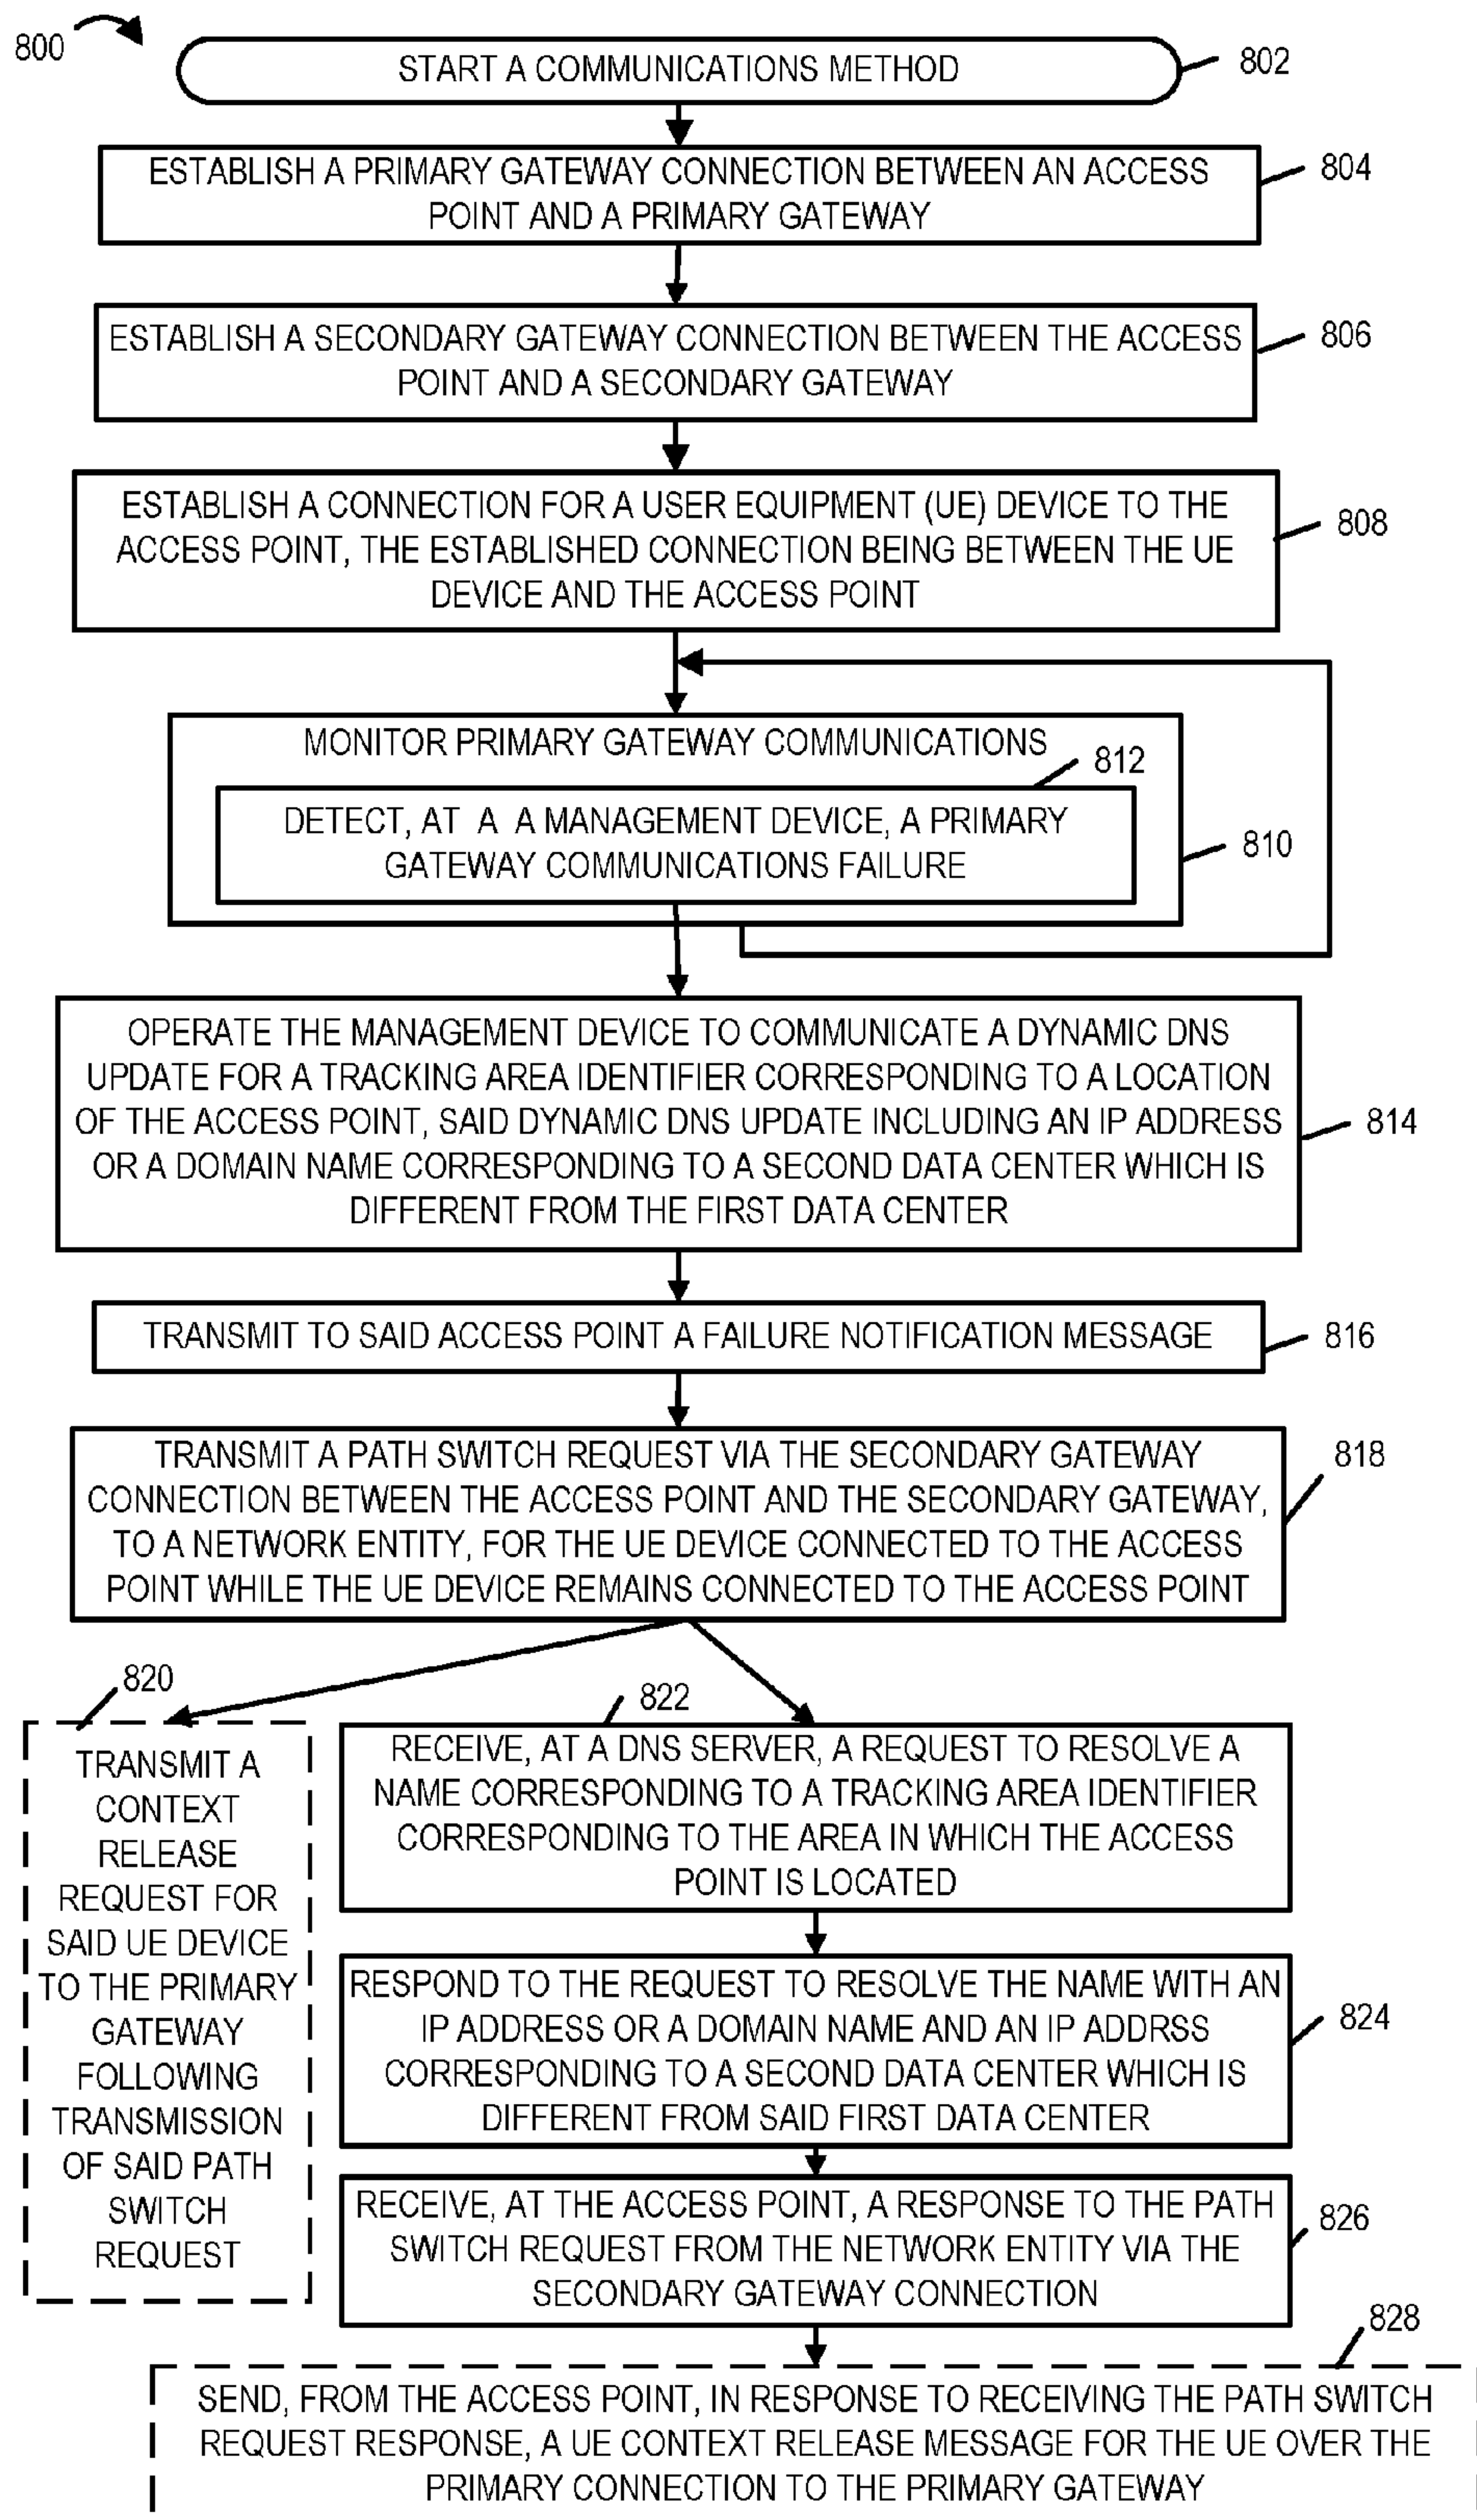 800
START A COMMUNICATIONS METHOD
802
ESTABLISH A PRIMARY GATEWAY CONNECTION BETWEEN AN ACCESS
POINT AND A PRIMARY GATEWAY
804
ESTABLISH A SECONDARY GATEWAY CONNECTION BETWEEN THE ACCESS
POINT AND A SECONDARY GATEWAY
806
ESTABLISH A CONNECTION FOR A USER EQUIPMENT (UE) DEVICE TO THE
ACCESS POINT, THE ESTABLISHED CONNECTION BEING BETWEEN THE UE
DEVICE AND THE ACCESS POINT
808
MONITOR PRIMARY GATEWAY COMMUNICATIONS
812
DETECT, AT A A MANAGEMENT DEVICE, A PRIMARY
GATEWAY COMMUNICATIONS FAILURE
810
OPERATE THE MANAGEMENT DEVICE TO COMMUNICATE A DYNAMIC DNS
UPDATE FOR A TRACKING AREA IDENTIFIER CORRESPONDING TO A LOCATION
OF THE ACCESS POINT, SAID DYNAMIC DNS UPDATE INCLUDING AN IP ADDRESS
OR A DOMAIN NAME CORRESPONDING TO A SECOND DATA CENTER WHICH IS
DIFFERENT FROM THE FIRST DATA CENTER
814
TRANSMIT TO SAID ACCESS POINT A FAILURE NOTIFICATION MESSAGE
816
TRANSMIT A PATH SWITCH REQUEST VIA THE SECONDARY GATEWAY
CONNECTION BETWEEN THE ACCESS POINT AND THE SECONDARY GATEWAY,
TO A NETWORK ENTITY, FOR THE UE DEVICE CONNECTED TO THE ACCESS
POINT WHILE THE UE DEVICE REMAINS CONNECTED TO THE ACCESS POINT
818
820
TRANSMIT A
CONTEXT
RELEASE
REQUEST FOR
SAID UE DEVICE
TO THE PRIMARY
GATEWAY
FOLLOWING
TRANSMISSION
OF SAID PATH
SWITCH
REQUEST
822
RECEIVE, AT A DNS SERVER, A REQUEST TO RESOLVE A
NAME CORRESPONDING TO A TRACKING AREA IDENTIFIER
CORRESPONDING TO THE AREA IN WHICH THE ACCESS
POINT IS LOCATED
RESPOND TO THE REQUEST TO RESOLVE THE NAME WITH AN
IP ADDRESS OR A DOMAIN NAME AND AN IP ADDRSS
CORRESPONDING TO A SECOND DATA CENTER WHICH IS
DIFFERENT FROM SAID FIRST DATA CENTER
824
RECEIVE, AT THE ACCESS POINT, A RESPONSE TO THE PATH
SWITCH REQUEST FROM THE NETWORK ENTITY VIA THE
SECONDARY GATEWAY CONNECTION
826
828
SEND, FROM THE ACCESS POINT, IN RESPONSE TO RECEIVING THE PATH SWITCH
REQUEST RESPONSE, A UE CONTEXT RELEASE MESSAGE FOR THE UE OVER THE
PRIMARY CONNECTION TO THE PRIMARY GATEWAY